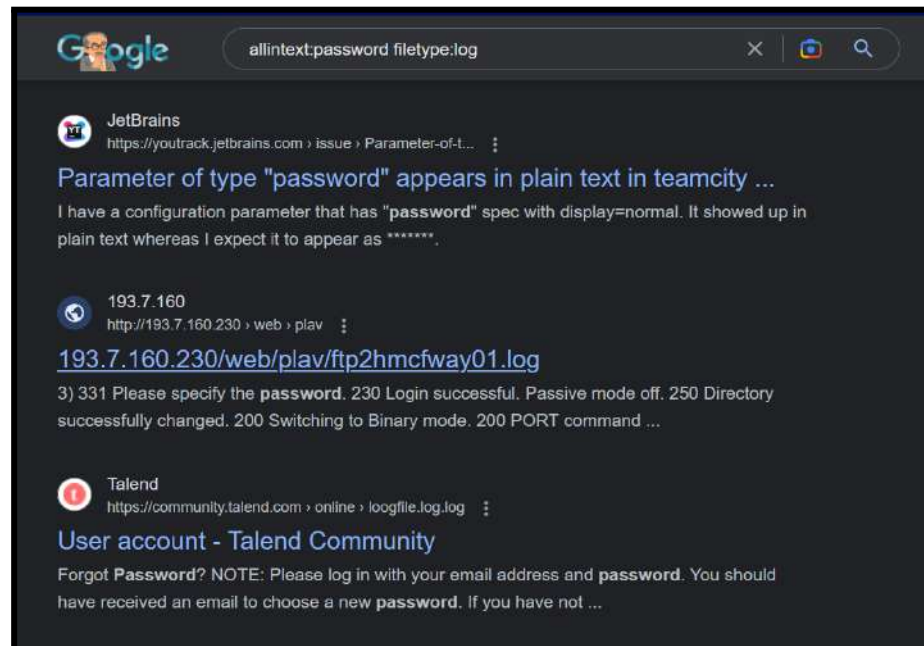 Google
allintext:password filetype:log
JetBrains
https://youtrack.jetbrains.com › issue › Parameter-of-t...
Parameter of type "password" appears in plain text in teamcity ...
I have a configuration parameter that has "password" spec with display=normal. It showed up in
plain text whereas I expect it to appear as *******.
193.7.160
http://193.7.160.230 › web › plav
193.7.160.230/web/plav/ftp2hmcfway01.log
3) 331 Please specify the password. 230 Login successful. Passive mode off. 250 Directory
successfully changed. 200 Switching to Binary mode. 200 PORT command ...
Talend
https://community.talend.com › online › loogfile.log.log
User account - Talend Community
Forgot Password? NOTE: Please log in with your email address and password. You should
have received an email to choose a new password. If you have not ...